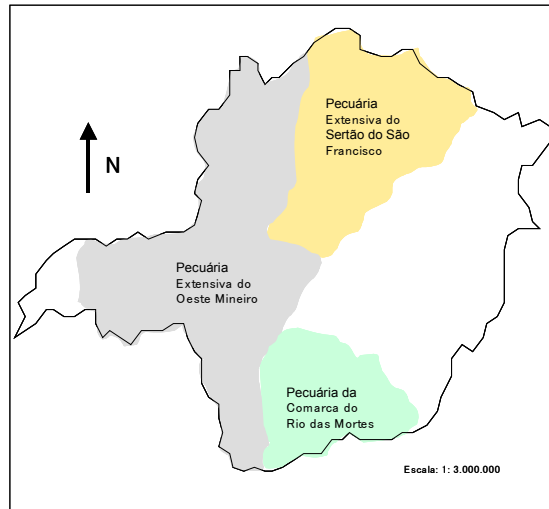 Pecuária
Extensiva do
Sertão do São
Francisco
N
Pecuária
Extensiva do
Oeste Mineiro
Pecuária da
Comarca do
Rio das Mortes
Escala: 1: 3.000.000